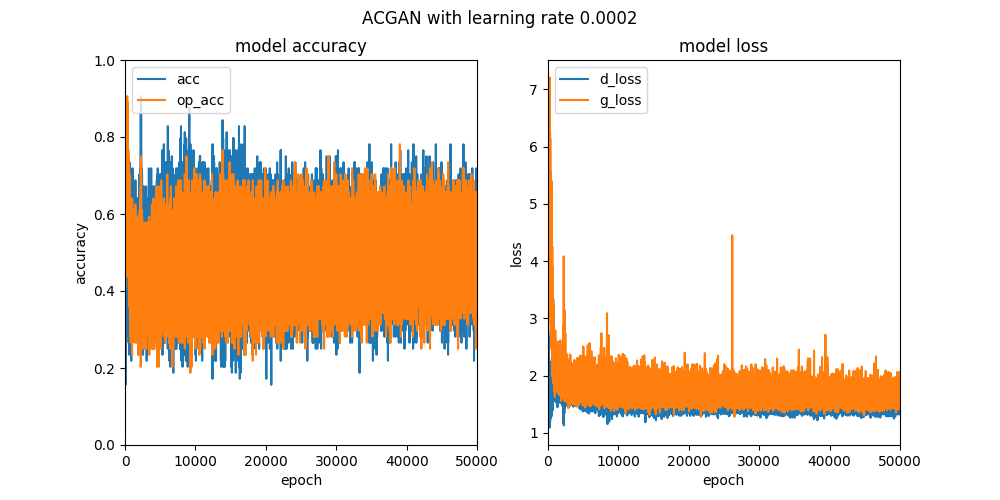 ACGAN with learning rate 0.0002
model accuracy
acc
op_acc
1.0
0.8
0.6
0.4
0.2
0.0
accuracy
0
10000
20000
30000
40000
50000
epoch
model loss
d_loss
g_loss
7
6
5
4
3
2
1
loss
0
10000
20000
30000
40000
50000
epoch